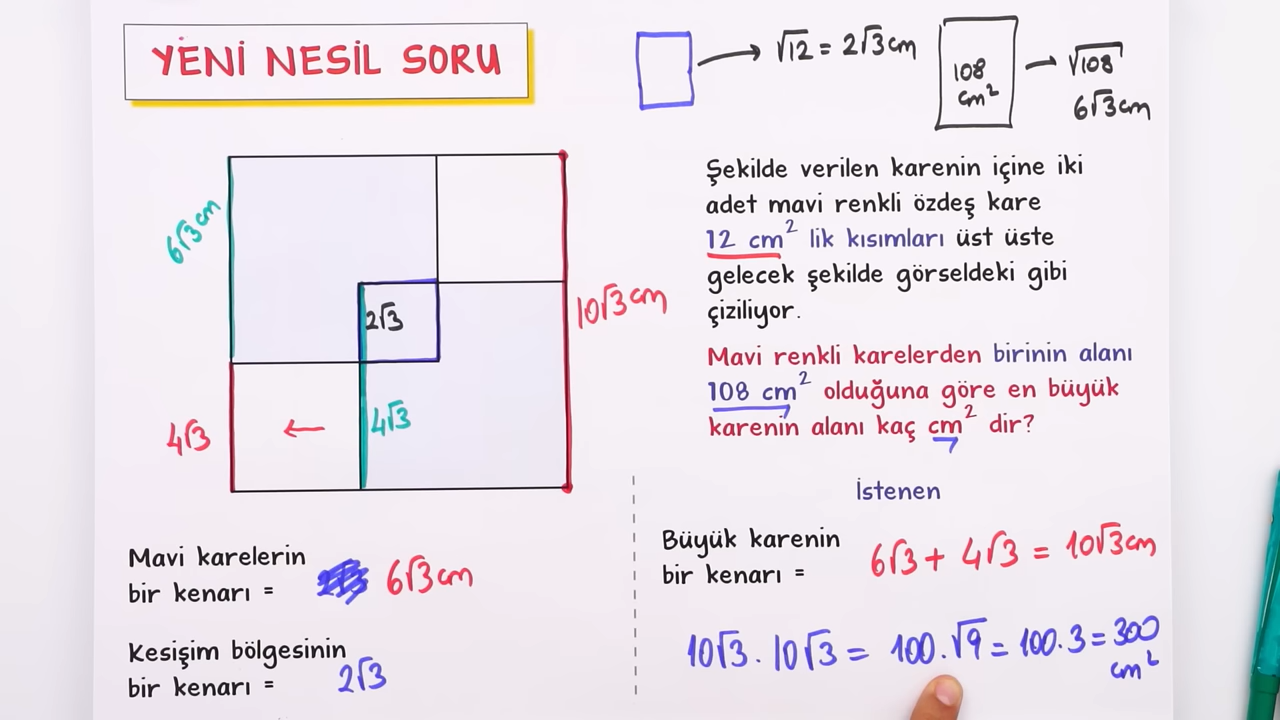 YENİ NESİL SORU
√12 = 2√3 cm
108
cm²
√108
6√3 cm
6√3 cm
2√3
4√3
4√3
10√3 cm
Şekilde verilen karenin içine iki
adet mavi renkli özdeş kare
12 cm² lik kısımları üst üste
gelecek şekilde görseldeki gibi
çiziliyor.
Mavi renkli karelerden birinin alanı
108 cm² olduğuna göre en büyük
karenin alanı kaç cm² dir?
Mavi karelerin
bir kenarı = 6√3 cm
Kesişim bölgesinin
bir kenarı = 2√3
İstenen
Büyük karenin
bir kenarı = 6√3 + 4√3 = 10√3 cm
10√3 . 10√3 = 100.√9 = 100.3 = 300
cm²